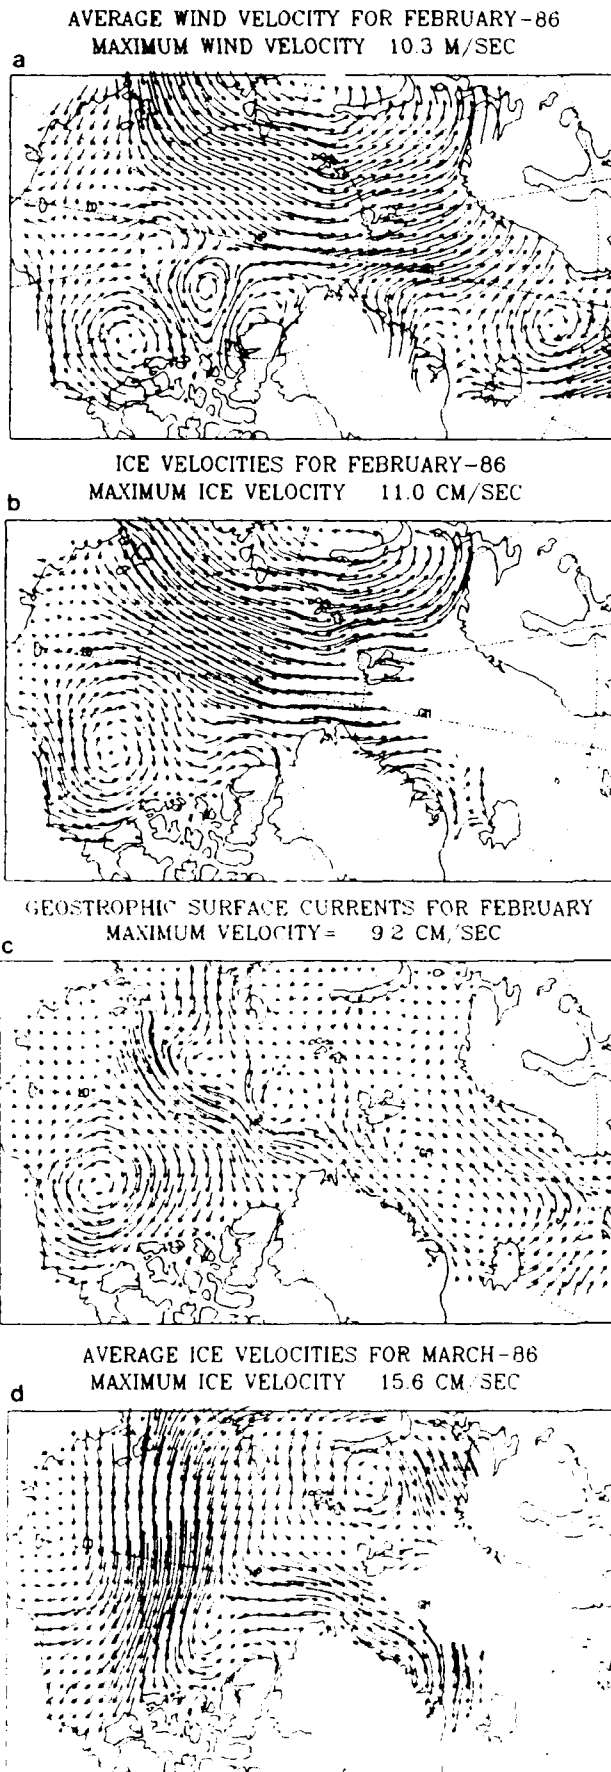 AVERAGE WIND VELOCITY FOR FEBRUARY-86
MAXIMUM WIND VELOCITY 10.3 M/SEC
a
ICE VELOCITIES FOR FEBRUARY-86
MAXIMUM ICE VELOCITY 11.0 CM/SEC
b
GEOSTROPHIC SURFACE CURRENTS FOR FEBRUARY
MAXIMUM VELOCITY= 9.2 CM/SEC
c
AVERAGE ICE VELOCITIES FOR MARCH-86
MAXIMUM ICE VELOCITY 15.6 CM/SEC
d